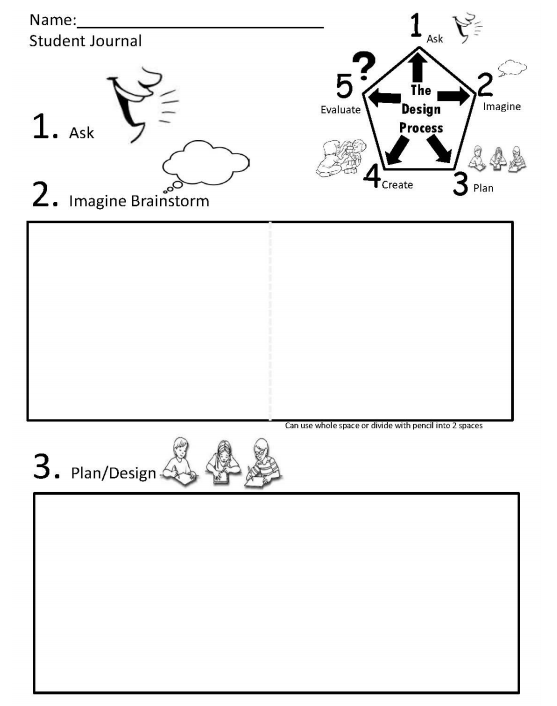 Name:
Student Journal
1
Ask
?
5
Evaluate
The
Design
Process
2
Imagine
4 Create
3 Plan
1. Ask
2. Imagine Brainstorm
Can use whole space or divide with pencil into 2 spaces
3. Plan/Design